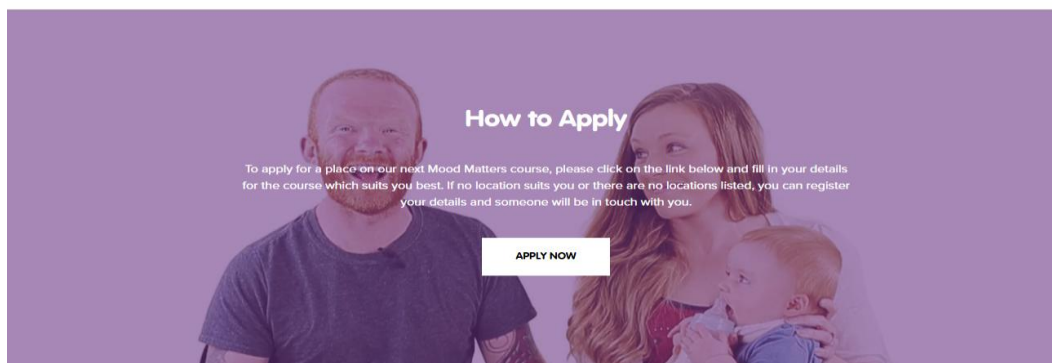 How to Apply
To apply for a place on our next Mood Matters course, please click on the link below and fill in your details
for the course which suits you best. If no location suits you or there are no locations listed, you can register
your details and someone will be in touch with you.
APPLY NOW